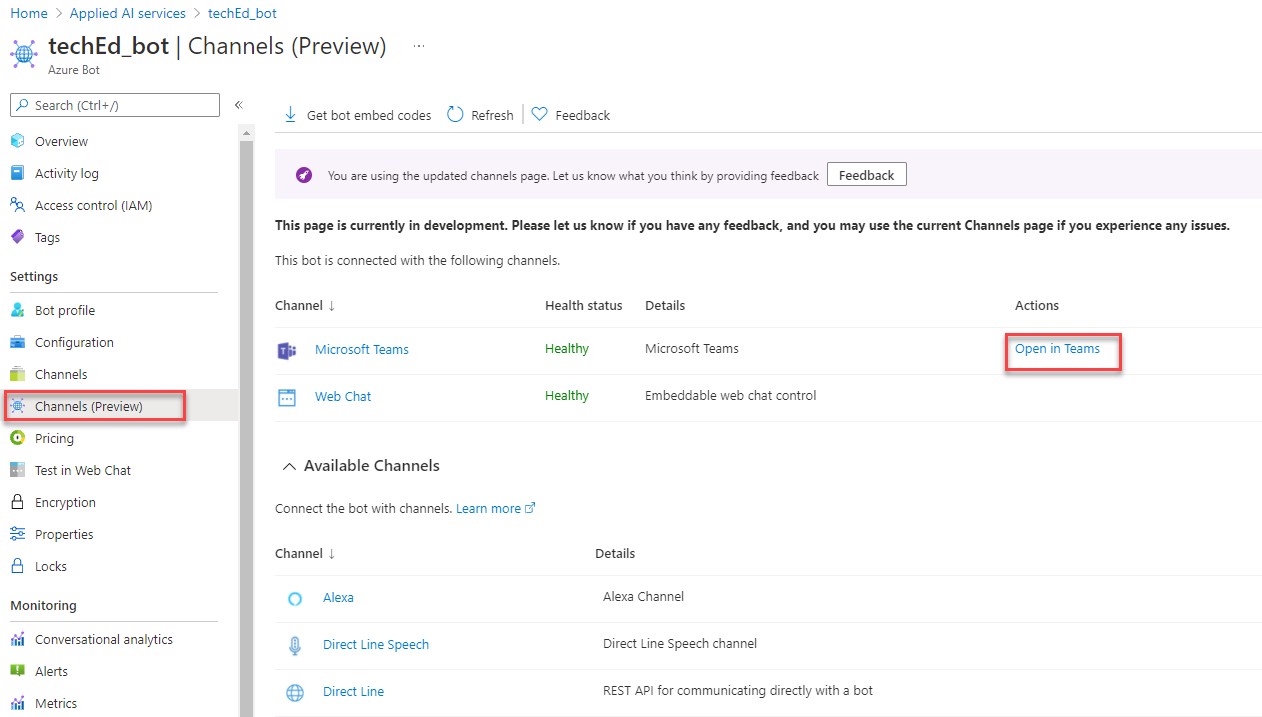 Home > Applied AI services > techEd_bot
techEd_bot | Channels (Preview) ...
Azure Bot
Search (Ctrl+/) «
Overview
Activity log
Access control (IAM)
Tags
Settings
Bot profile
Configuration
Channels
Channels (Preview)
Pricing
Test in Web Chat
Encryption
Properties
Locks
Monitoring
Conversational analytics
Alerts
Metrics
Get bot embed codes Refresh Feedback
You are using the updated channels page. Let us know what you think by providing feedback Feedback
This page is currently in development. Please let us know if you have any feedback, and you may use the current Channels page if you experience any issues.
This bot is connected with the following channels.
Channel ↓ Health status Details Actions
Microsoft Teams Healthy Microsoft Teams Open in Teams
Web Chat Healthy Embeddable web chat control
Available Channels
Connect the bot with channels. Learn more
Channel ↓ Details
Alexa Alexa Channel
Direct Line Speech Direct Line Speech channel
Direct Line REST API for communicating directly with a bot